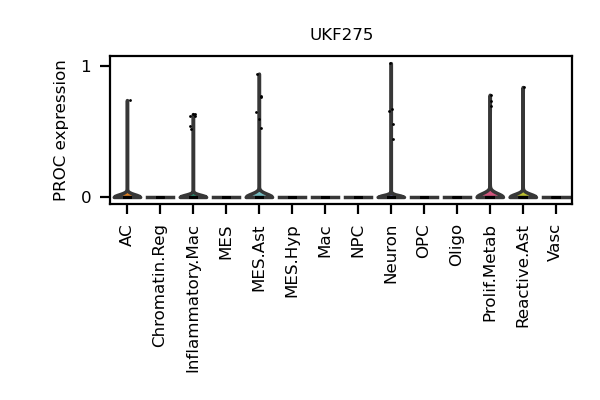 UKF275
PROC expression
1
0
AC
Chromatin.Reg
Inflammatory.Mac
MES
MES.Ast
MES.Hyp
Mac
NPC
Neuron
OPC
Oligo
Prolif.Metab
Reactive.Ast
Vasc